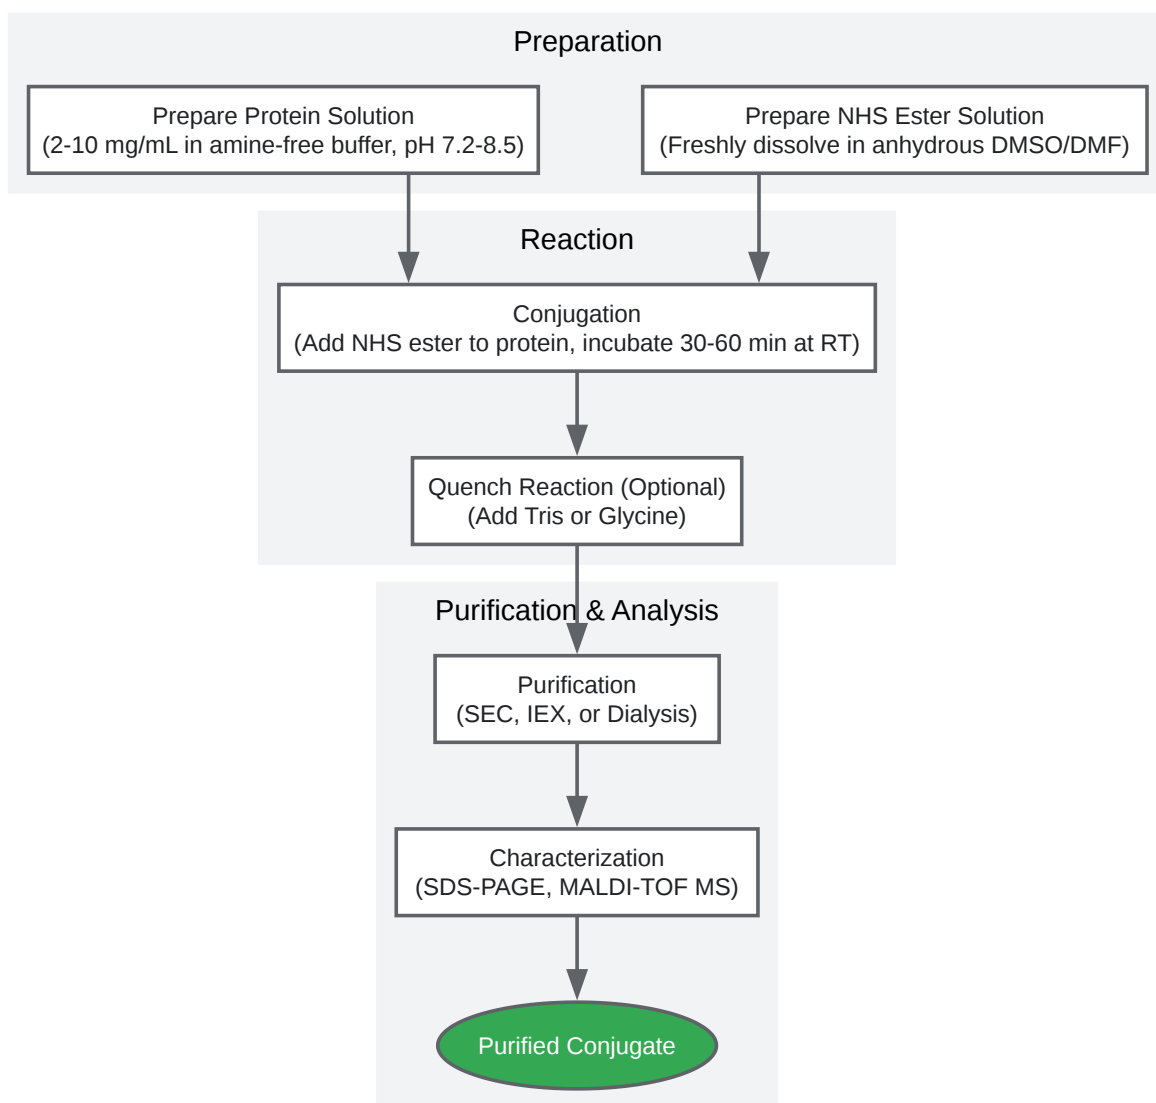 Preparation
Prepare Protein Solution
(2-10 mg/mL in amine-free buffer, pH 7.2-8.5)
Prepare NHS Ester Solution
(Freshly dissolve in anhydrous DMSO/DMF)
Reaction
Conjugation
(Add NHS ester to protein, incubate 30-60 min at RT)
Quench Reaction (Optional)
(Add Tris or Glycine)
Purification & Analysis
Purification
(SEC, IEX, or Dialysis)
Characterization
(SDS-PAGE, MALDI-TOF MS)
Purified Conjugate